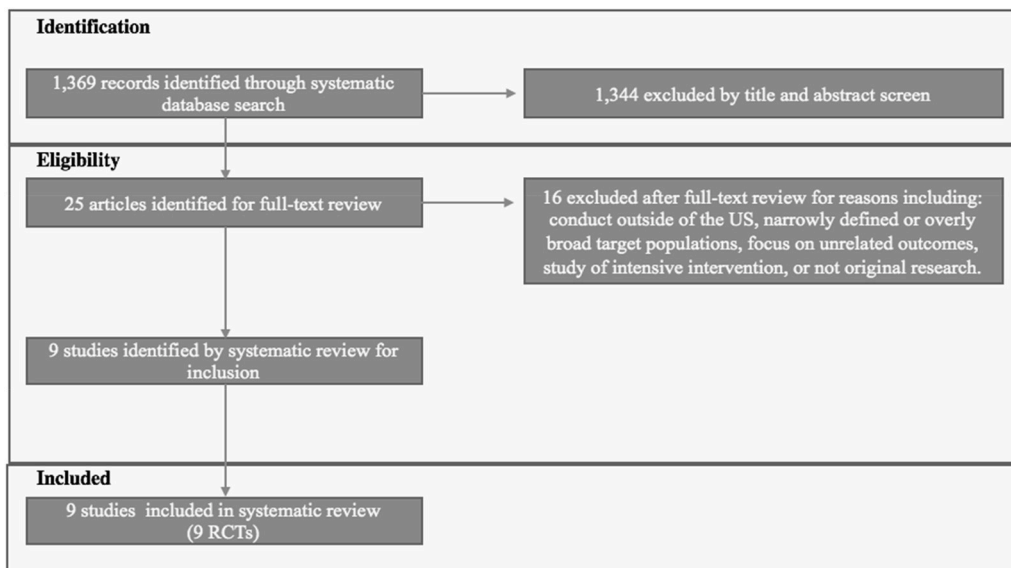 Identification
1,369 records identified through systematic
database search
1,344 excluded by title and abstract screen
Eligibility
25 articles identified for full-text review
16 excluded after full-text review for reasons including:
conduct outside of the US, narrowly defined or overly
broad target populations, focus on unrelated outcomes,
study of intensive intervention, or not original research.
9 studies identified by systematic review for
inclusion
Included
9 studies included in systematic review
(9 RCTs)